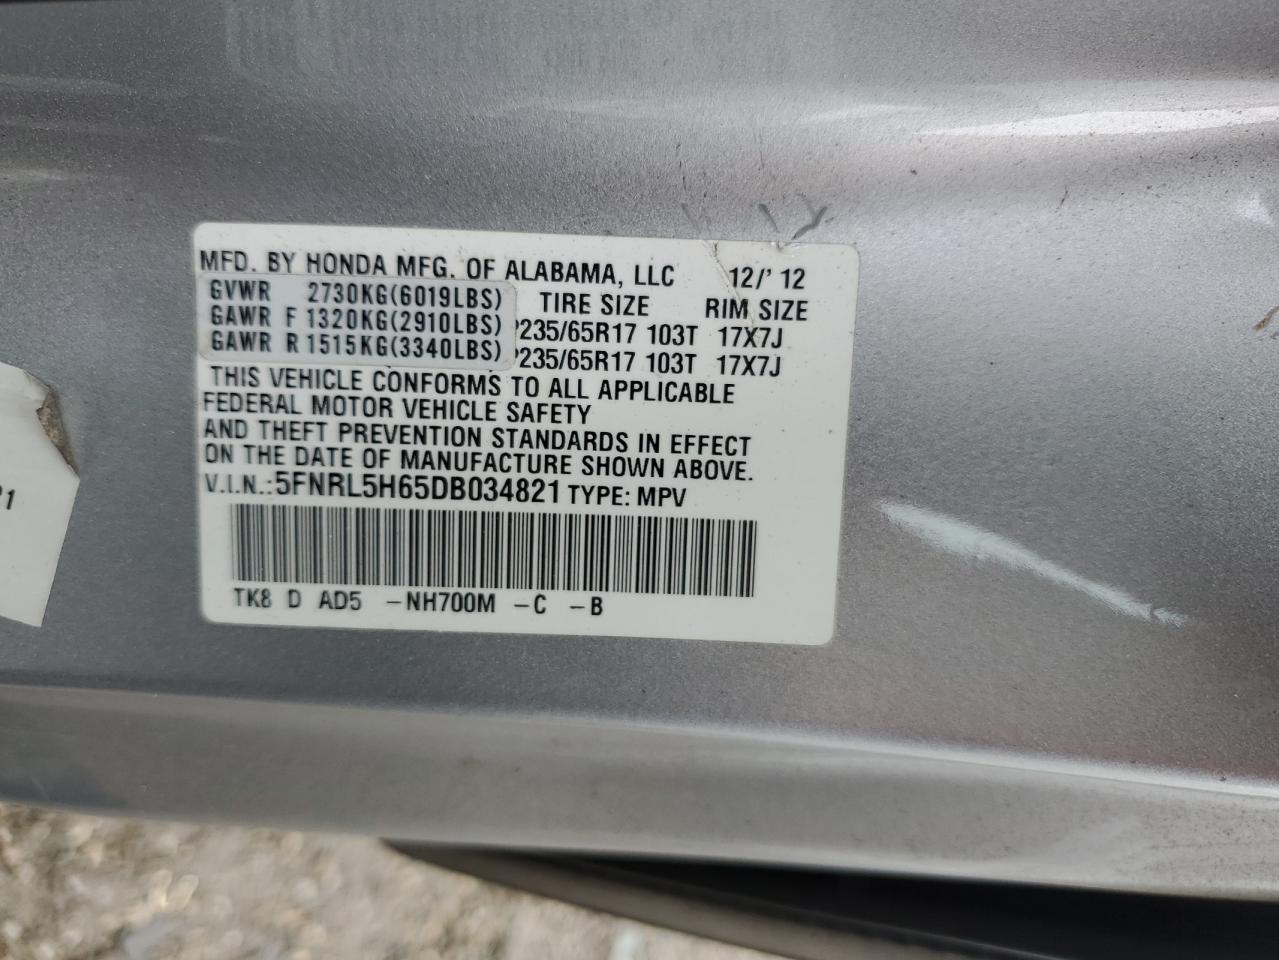 MFD. BY HONDA MFG. OF ALABAMA, LLC 12/' 12
GVWR 2730KG(6019LBS) TIRE SIZE RIM SIZE
GAWR F 1320KG(2910LBS) P235/65R17 103T 17X7J
GAWR R 1515KG(3340LBS) P235/65R17 103T 17X7J
THIS VEHICLE CONFORMS TO ALL APPLICABLE
FEDERAL MOTOR VEHICLE SAFETY
AND THEFT PREVENTION STANDARDS IN EFFECT
ON THE DATE OF MANUFACTURE SHOWN ABOVE.
V.I.N.:5FNRL5H65DB034821 TYPE: MPV
TK8 D AD5 -NH700M -C -B